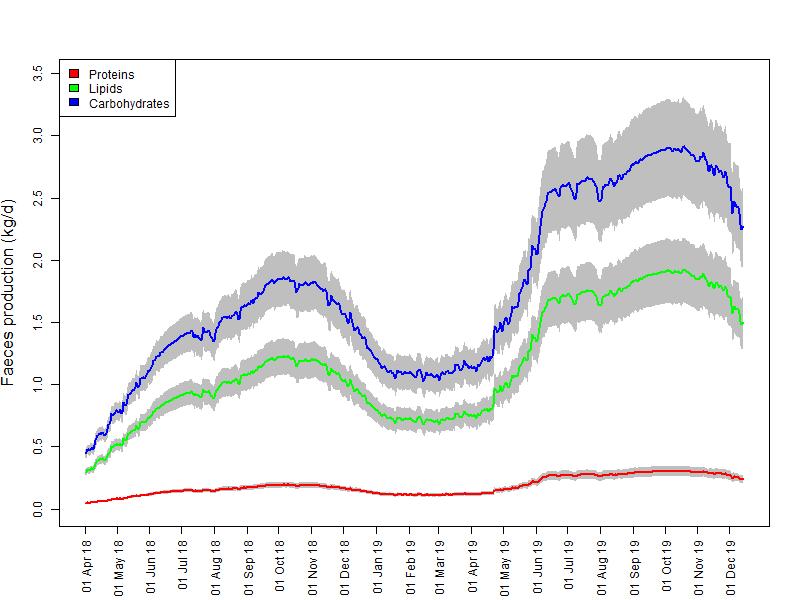 Proteins
Lipids
Carbohydrates
Faeces production (kg/d)
3.5
3.0
2.5
2.0
1.5
1.0
0.5
0.0
01 Apr 18
01 May 18
01 Jun 18
01 Jul 18
01 Aug 18
01 Sep 18
01 Oct 18
01 Nov 18
01 Dec 18
01 Jan 19
01 Feb 19
01 Mar 19
01 Apr 19
01 May 19
01 Jun 19
01 Jul 19
01 Aug 19
01 Sep 19
01 Oct 19
01 Nov 19
01 Dec 19